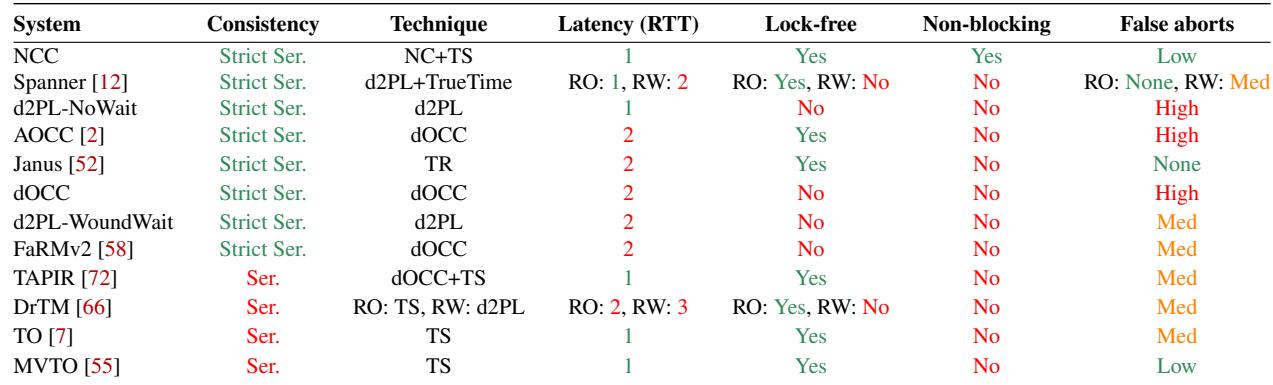 System Consistency Technique Latency (RTT) Lock-free Non-blocking False aborts
NCC Strict Ser. NC+TS 1 Yes Yes Low
Spanner [12] Strict Ser. d2PL+TrueTime RO: 1, RW: 2 RO: Yes, RW: No No RO: None, RW: Med
d2PL-NoWait Strict Ser. d2PL 1 No No High
AOCC [2] Strict Ser. dOCC 2 Yes No High
Janus [52] Strict Ser. TR 2 Yes No None
dOCC Strict Ser. dOCC 2 No No High
d2PL-WoundWait Strict Ser. d2PL 2 No No Med
FaRMv2 [58] Strict Ser. dOCC 2 No No Med
TAPIR [72] Ser. dOCC+TS 1 Yes No Med
DrTM [66] Ser. RO: TS, RW: d2PL RO: 2, RW: 3 RO: Yes, RW: No No Med
TO [7] Ser. TS 1 Yes No Med
MVTO [55] Ser. TS 1 Yes No Low